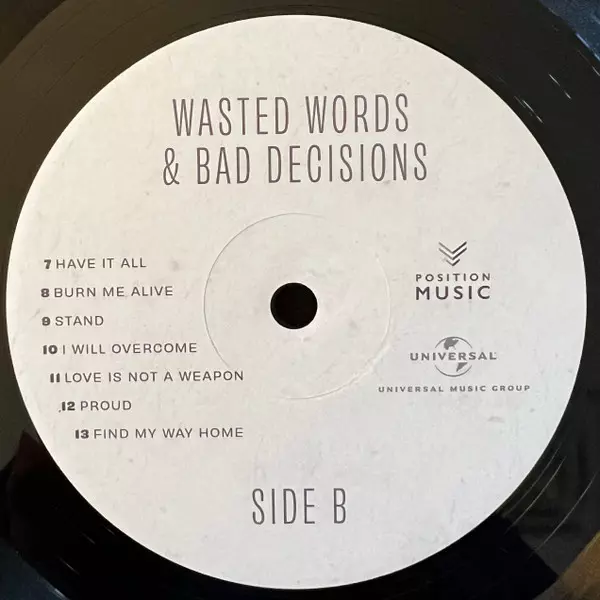 WASTED WORDS
& BAD DECISIONS
7 HAVE IT ALL
8 BURN ME ALIVE
9 STAND
10 I WILL OVERCOME
11 LOVE IS NOT A WEAPON
12 PROUD
13 FIND MY WAY HOME
POSITION
MUSIC
UNIVERSAL
UNIVERSAL MUSIC GROUP
SIDE B